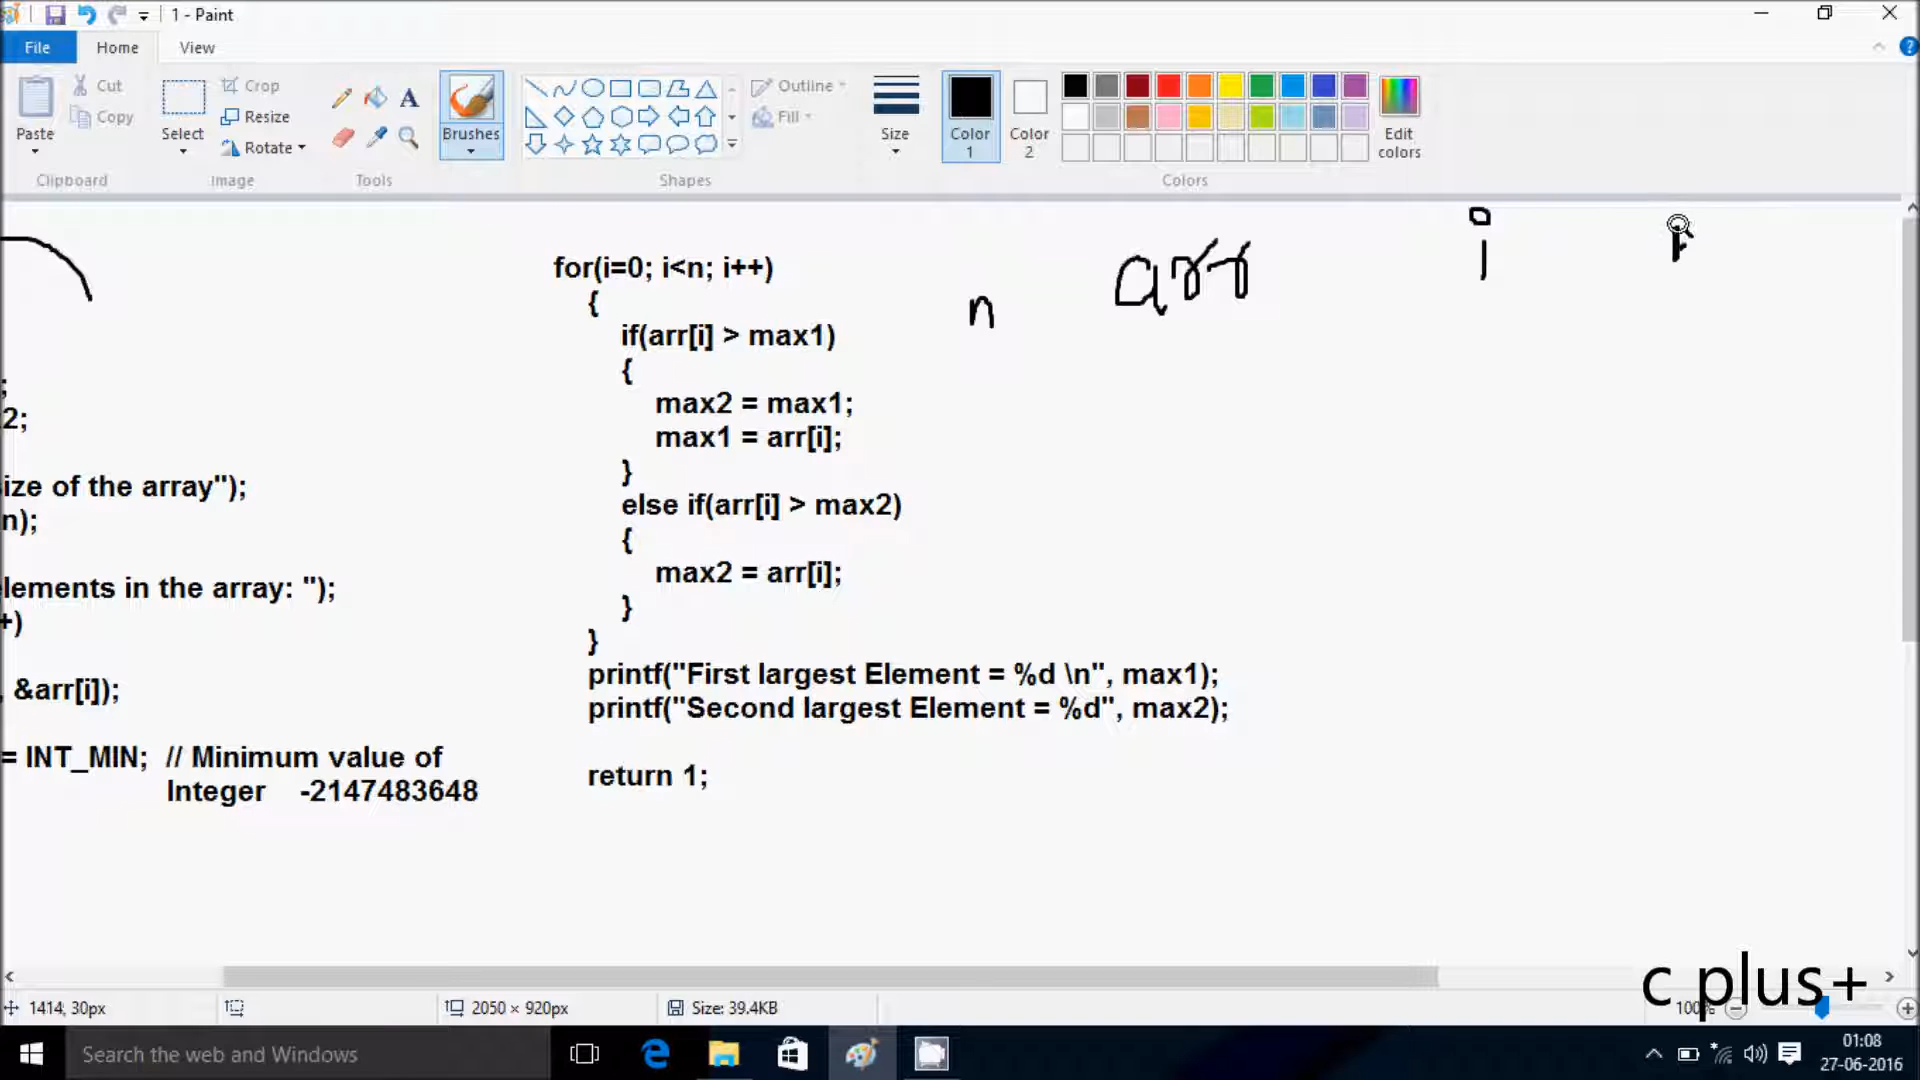 1 - Paint
File Home View
Paste
Cut
Copy
Clipboard
Select
Crop
Resize
Rotate
Image
Tools
Brushes
Shapes
Outline
Fill
Size
Color 1
Color 2
Edit colors
Colors
for(i=0; i<n; i++)
{
if(arr[i] > max1)
{
max2 = max1;
max1 = arr[i];
}
else if(arr[i] > max2)
{
max2 = arr[i];
}
}
printf("First largest Element = %d \n", max1);
printf("Second largest Element = %d", max2);
return 1;
n
arr
i
;
2;
ize of the array");
n);
lements in the array: ");
+)
, &arr[i]);
= INT_MIN; // Minimum value of
Integer -2147483648
c plus+
1414, 30px
2050 × 920px
Size: 39.4KB
100%
Search the web and Windows
01:08
27-06-2016